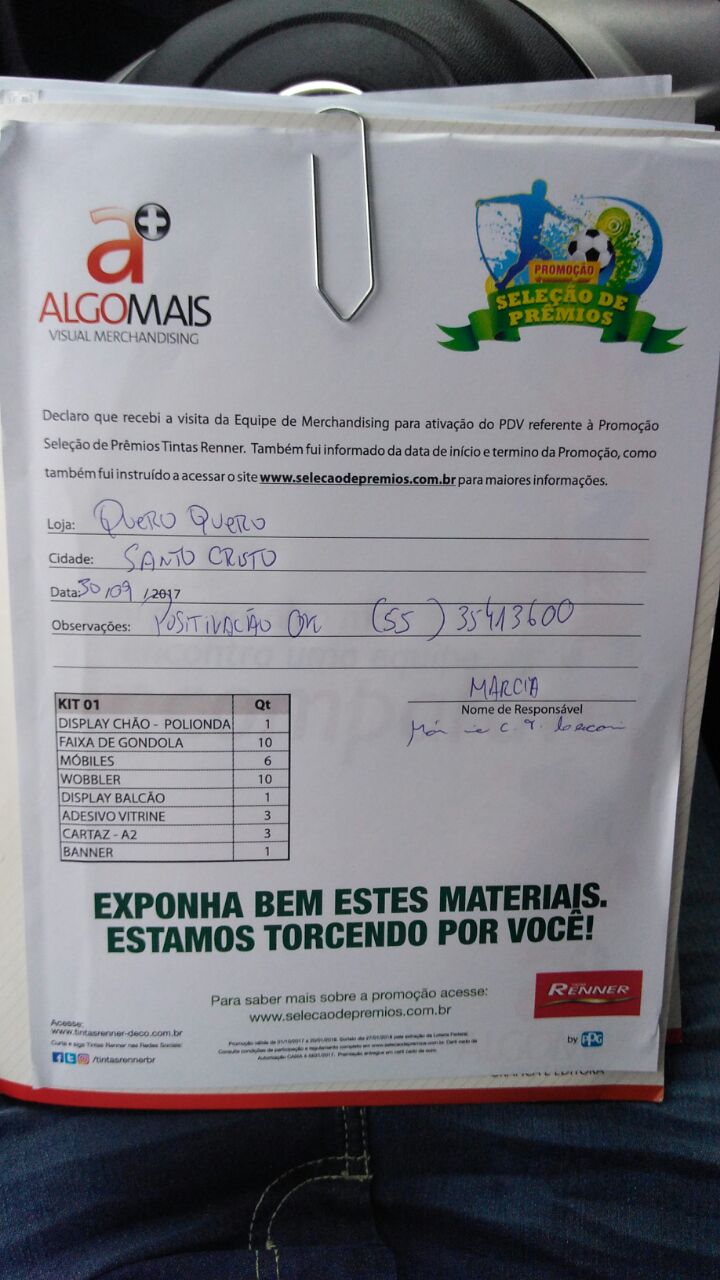 a+
ALGOMAIS
VISUAL MERCHANDISING
PROMOÇÃO
SELEÇÃO DE
PRÊMIOS
Declaro que recebi a visita da Equipe de Merchandising para ativação do PDV referente à Promoção
Seleção de Prêmios Tintas Renner. Também fui informado da data de início e termino da Promoção, como
também fui instruído a acessar o site www.selecaodepremios.com.br para maiores informações.
Loja: QUERO QUERO
Cidade: SANTO CRISTO
Data: 30/09/2017
Observações: POSITIVAÇÃO OK (55) 35413600
MARCIA
Nome de Responsável
KIT 01 Qt
DISPLAY CHÃO - POLIONDA 1
FAIXA DE GONDOLA 10
MÓBILES 6
WOBBLER 10
DISPLAY BALCÃO 1
ADESIVO VITRINE 3
CARTAZ - A2 3
BANNER 1
EXPONHA BEM ESTES MATERIAIS.
ESTAMOS TORCENDO POR VOCÊ!
Para saber mais sobre a promoção acesse:
www.selecaodepremios.com.br
RENNER
by PPG
Acesse:
www.tintasrenner-deco.com.br
Curta e siga Tintas Renner nas Redes Sociais:
/tintasrennerbr
GRÁFICA E EDITORA